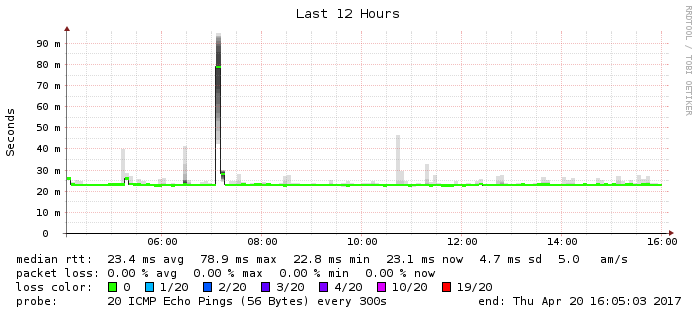 Last 12 Hours
RRDTOOL / TOBI OETIKER
Seconds
90 m
80 m
70 m
60 m
50 m
40 m
30 m
20 m
10 m
0
06:00 08:00 10:00 12:00 14:00 16:00
median rtt: 23.4 ms avg 78.9 ms max 22.8 ms min 23.1 ms now 4.7 ms sd 5.0 am/s
packet loss: 0.00 % avg 0.00 % max 0.00 % min 0.00 % now
loss color: 0 1/20 2/20 3/20 4/20 10/20 19/20
probe: 20 ICMP Echo Pings (56 Bytes) every 300s end: Thu Apr 20 16:05:03 2017